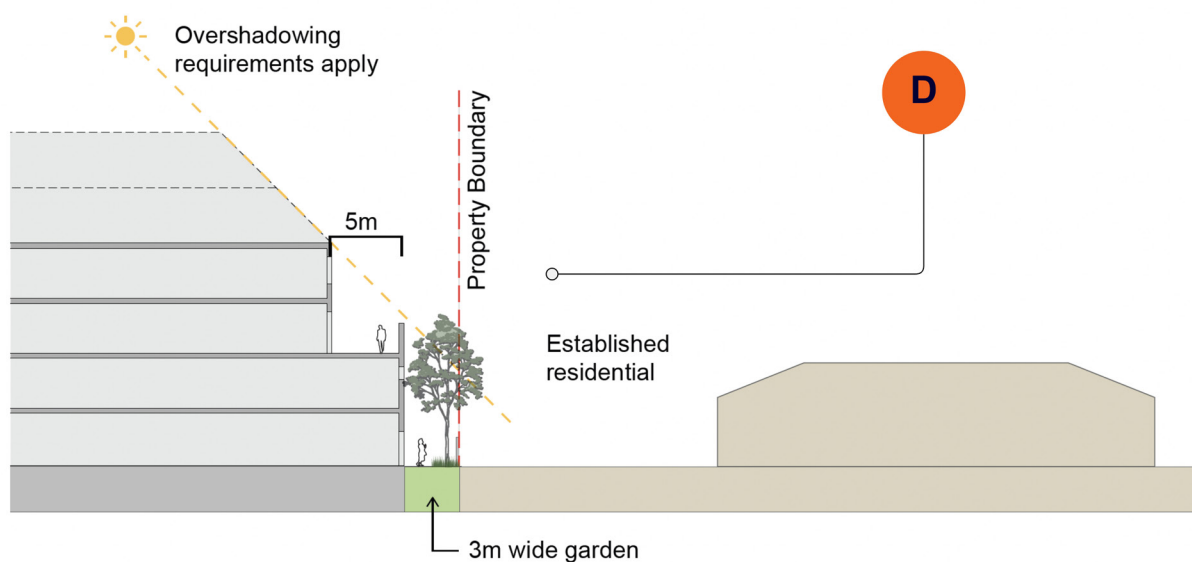 Overshadowing
requirements apply
D
Property Boundary
5m
Established
residential
3m wide garden